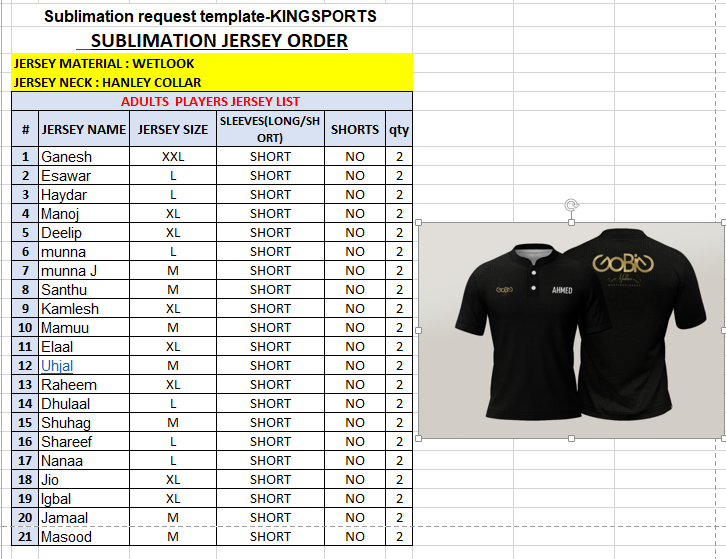 Sublimation request template-KINGSPORTS
SUBLIMATION JERSEY ORDER
JERSEY MATERIAL : WETLOOK
JERSEY NECK : HANLEY COLLAR
ADULTS PLAYERS JERSEY LIST
# JERSEY NAME JERSEY SIZE SLEEVES(LONG/SHORT) SHORTS qty
1 Ganesh XXL SHORT NO 2
2 Esawar L SHORT NO 2
3 Haydar L SHORT NO 2
4 Manoj XL SHORT NO 2
5 Deelip XL SHORT NO 2
6 munna L SHORT NO 2
7 munna J M SHORT NO 2
8 Santhu M SHORT NO 2
9 Kamlesh XL SHORT NO 2
10 Mamuu M SHORT NO 2
11 Elaal XL SHORT NO 2
12 Uhjal M SHORT NO 2
13 Raheem XL SHORT NO 2
14 Dhulaal L SHORT NO 2
15 Shuhag M SHORT NO 2
16 Shareef L SHORT NO 2
17 Nanaa L SHORT NO 2
18 Jio XL SHORT NO 2
19 Igbal XL SHORT NO 2
20 Jamaal M SHORT NO 2
21 Masood M SHORT NO 2
GOBIG
AHMED
GOBIG